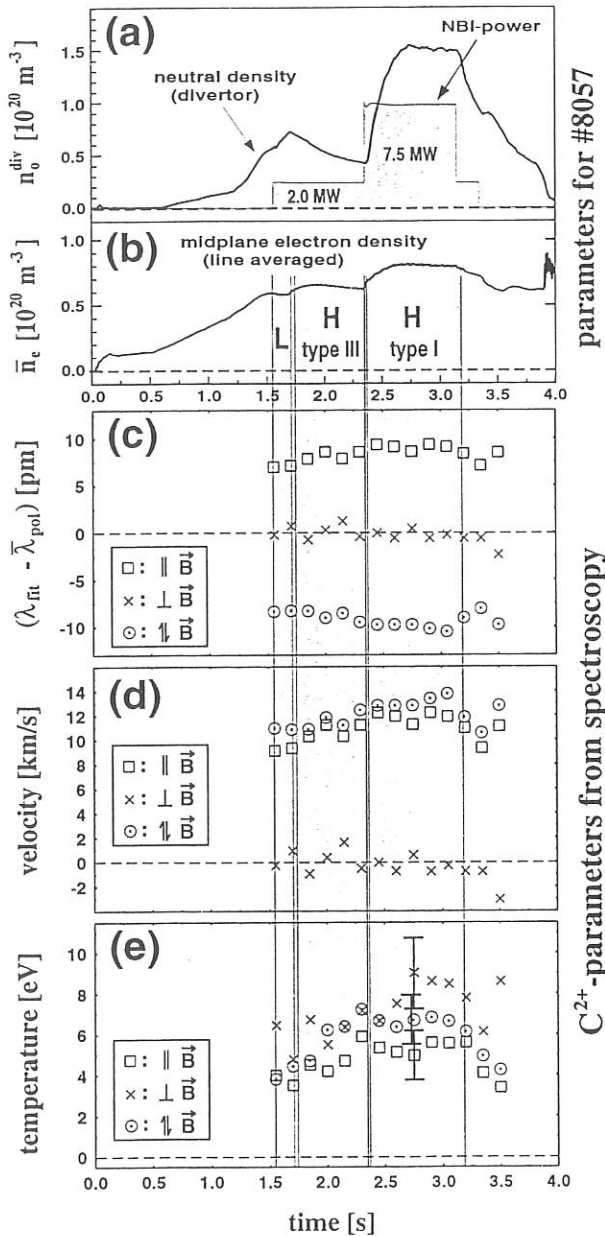 (a)
NBI-power
neutral density
(divertor)
7.5 MW
2.0 MW
n₀ᵈⁱᵛ [10²⁰ m⁻³]
1.5
1.0
0.5
0.0
parameters for #8057
(b)
midplane electron density
(line averaged)
L
H
type III
H
type I
n̅ₑ [10²⁰ m⁻³]
1.0
0.5
0.0
0.0 0.5 1.0 1.5 2.0 2.5 3.0 3.5 4.0
(c)
(λ_fit - λ̅_pol) [pm]
10
5
0
-5
-10
□: ∥ B⃗
×: ⊥ B⃗
⊙: ⇅ B⃗
(d)
velocity [km/s]
14
12
10
8
6
4
2
0
-2
□: ∥ B⃗
×: ⊥ B⃗
⊙: ⇅ B⃗
(e)
temperature [eV]
10
8
6
4
2
0
□: ∥ B⃗
×: ⊥ B⃗
⊙: ⇅ B⃗
0.0 0.5 1.0 1.5 2.0 2.5 3.0 3.5 4.0
time [s]
C²⁺-parameters from spectroscopy